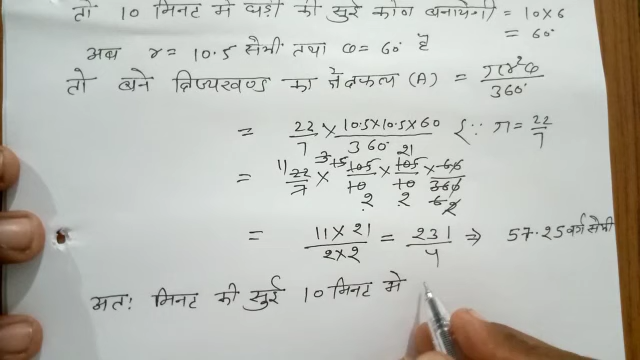 तो 10 मिनट में घड़ी की सुई कोण बनायेगी = 10×6
= 60°
अब r = 10.5 सेमी तथा φ = 60° है
तो बने त्रिज्यखण्ड का क्षेत्रफल (A) = πr²φ / 360°
= 22/7 × 10.5×10.5×60 / 360° {∵ π = 22/7
= 22/7 × 105/10 × 105/10 × 60/360
= 11 × 21 / 2×2 = 231/4 ⇒ 57.25 वर्ग सेमी
अतः मिनट की सुई 10 मिनट में